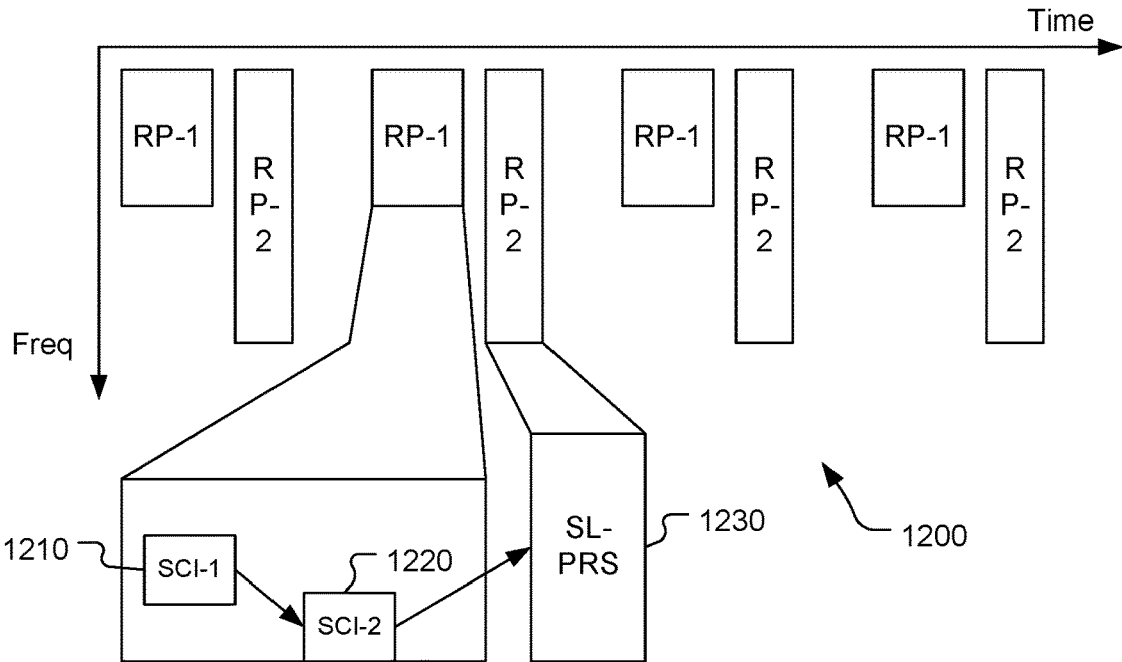 Time
RP-1
RP-1
RP-1
RP-1
R
P-
2
R
P-
2
R
P-
2
R
P-
2
Freq
1210
SCI-1
1220
SCI-2
SL-
PRS
1230
1200